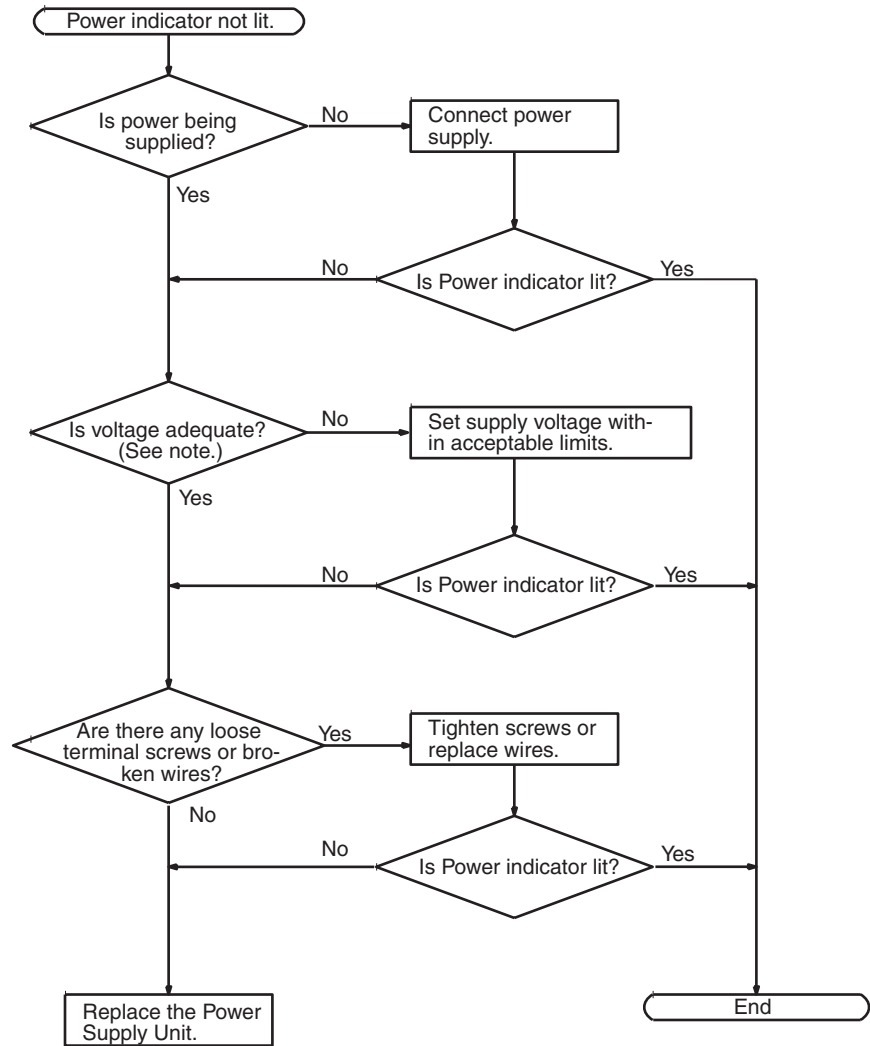 Power indicator not lit.
Is power being
supplied?
No
Connect power
supply.
Yes
No
Is Power indicator lit?
Yes
Is voltage adequate?
(See note.)
No
Set supply voltage with-
in acceptable limits.
Yes
No
Is Power indicator lit?
Yes
Are there any loose
terminal screws or bro-
ken wires?
Yes
Tighten screws or
replace wires.
No
No
Is Power indicator lit?
Yes
Replace the Power
Supply Unit.
End